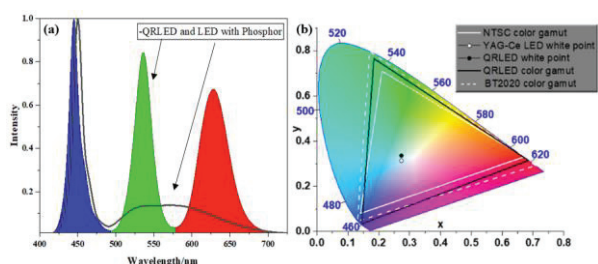 (a)
-QRLED and LED with Phosphor
Intensity
1.0
0.8
0.6
0.4
0.2
400 450 500 550 600 650 700
Wavelength/nm
(b)
NTSC color gamut
YAG-Ce LED white point
QRLED white point
QRLED color gamut
BT2020 color gamut
y
0.8
0.6
0.4
0.2
0.0
0.0 0.1 0.2 0.3 0.4 0.5 0.6 0.7 0.8
x
520
540
560
500
580
600
620
480
460